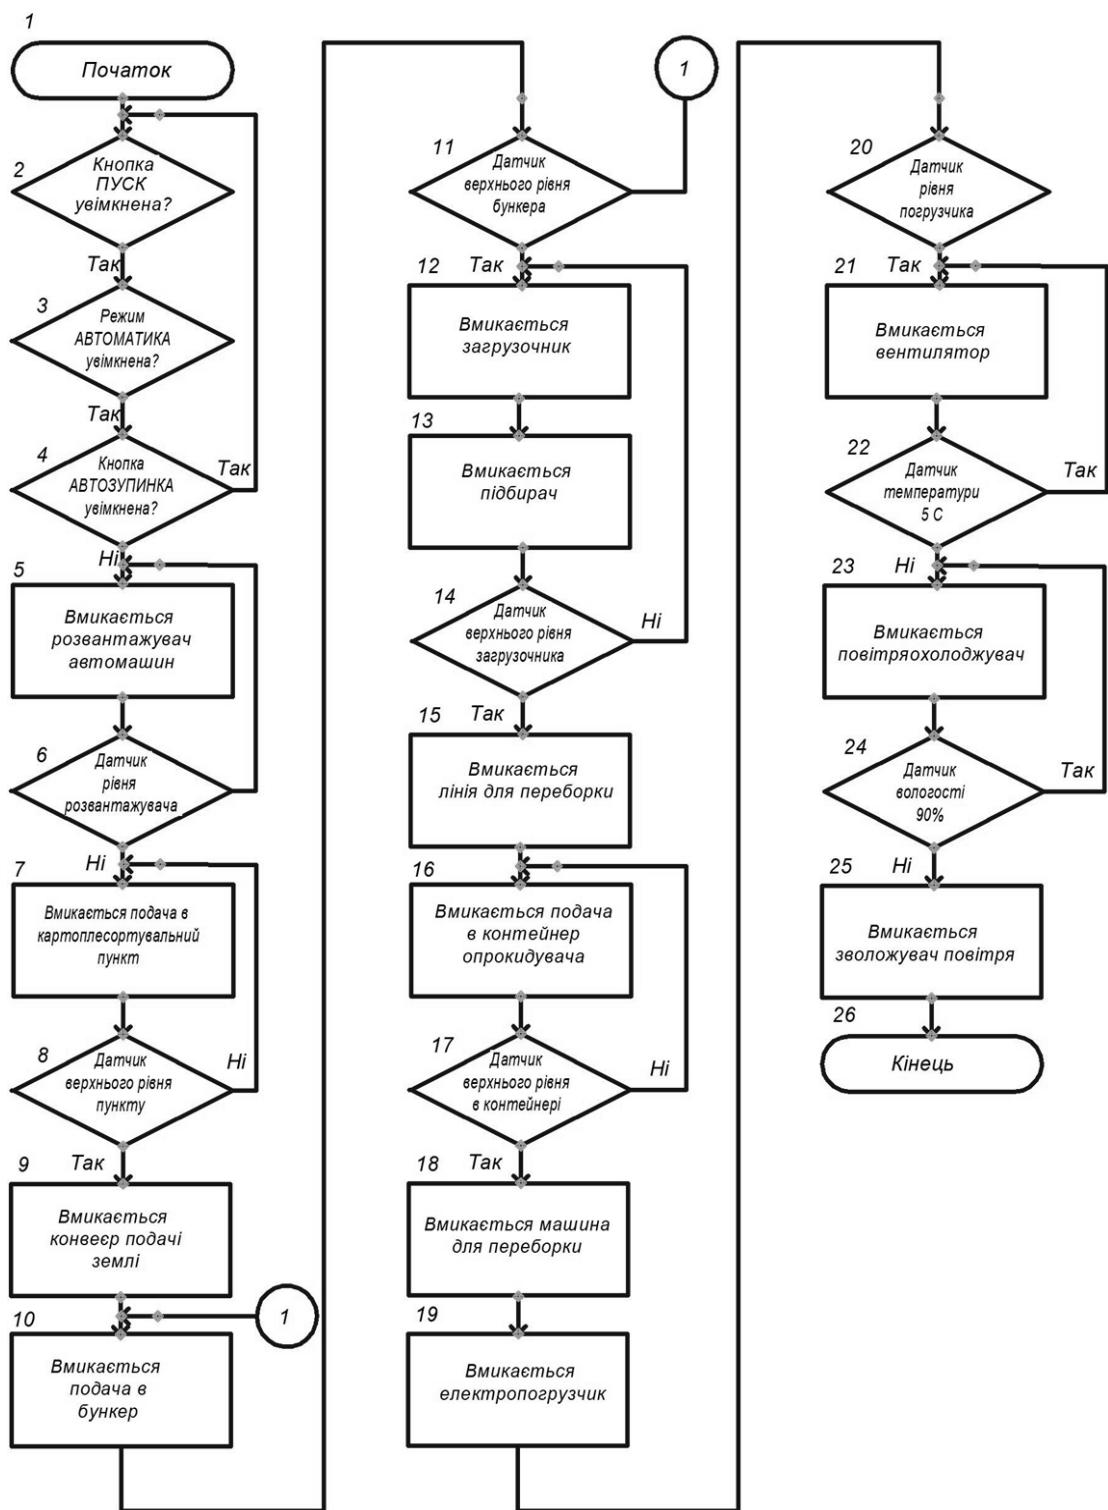 1
Початок
2
Кнопка
ПУСК
увімкнена?
Так
3
Режим
АВТОМАТИКА
увімкнена?
Так
4
Кнопка
АВТОЗУПИНКА
увімкнена?
Так
Ні
5
Вмикається
розвантажувач
автомашин
6
Датчик
рівня
розвантажувача
Ні
7
Вмикається подача в
картоплесортувальний
пункт
8
Датчик
верхнього рівня
пункту
Ні
Так
9
Вмикається
конвеєр подачі
землі
1
10
Вмикається
подача в
бункер
1
11
Датчик
верхнього рівня
бункера
Так
12
Вмикається
загрузочник
13
Вмикається
підбирач
14
Датчик
верхнього рівня
загрузочника
Ні
Так
15
Вмикається
лінія для переборки
16
Вмикається подача
в контейнер
опрокидувача
17
Датчик
верхнього рівня
в контейнері
Ні
Так
18
Вмикається машина
для переборки
19
Вмикається
електропогрузчик
20
Датчик
рівня
погрузчика
Так
21
Вмикається
вентилятор
22
Датчик
температури
5 С
Так
Ні
23
Вмикається
повітряохолоджувач
24
Датчик
вологості
90%
Так
Ні
25
Вмикається
зволожувач повітря
26
Кінець